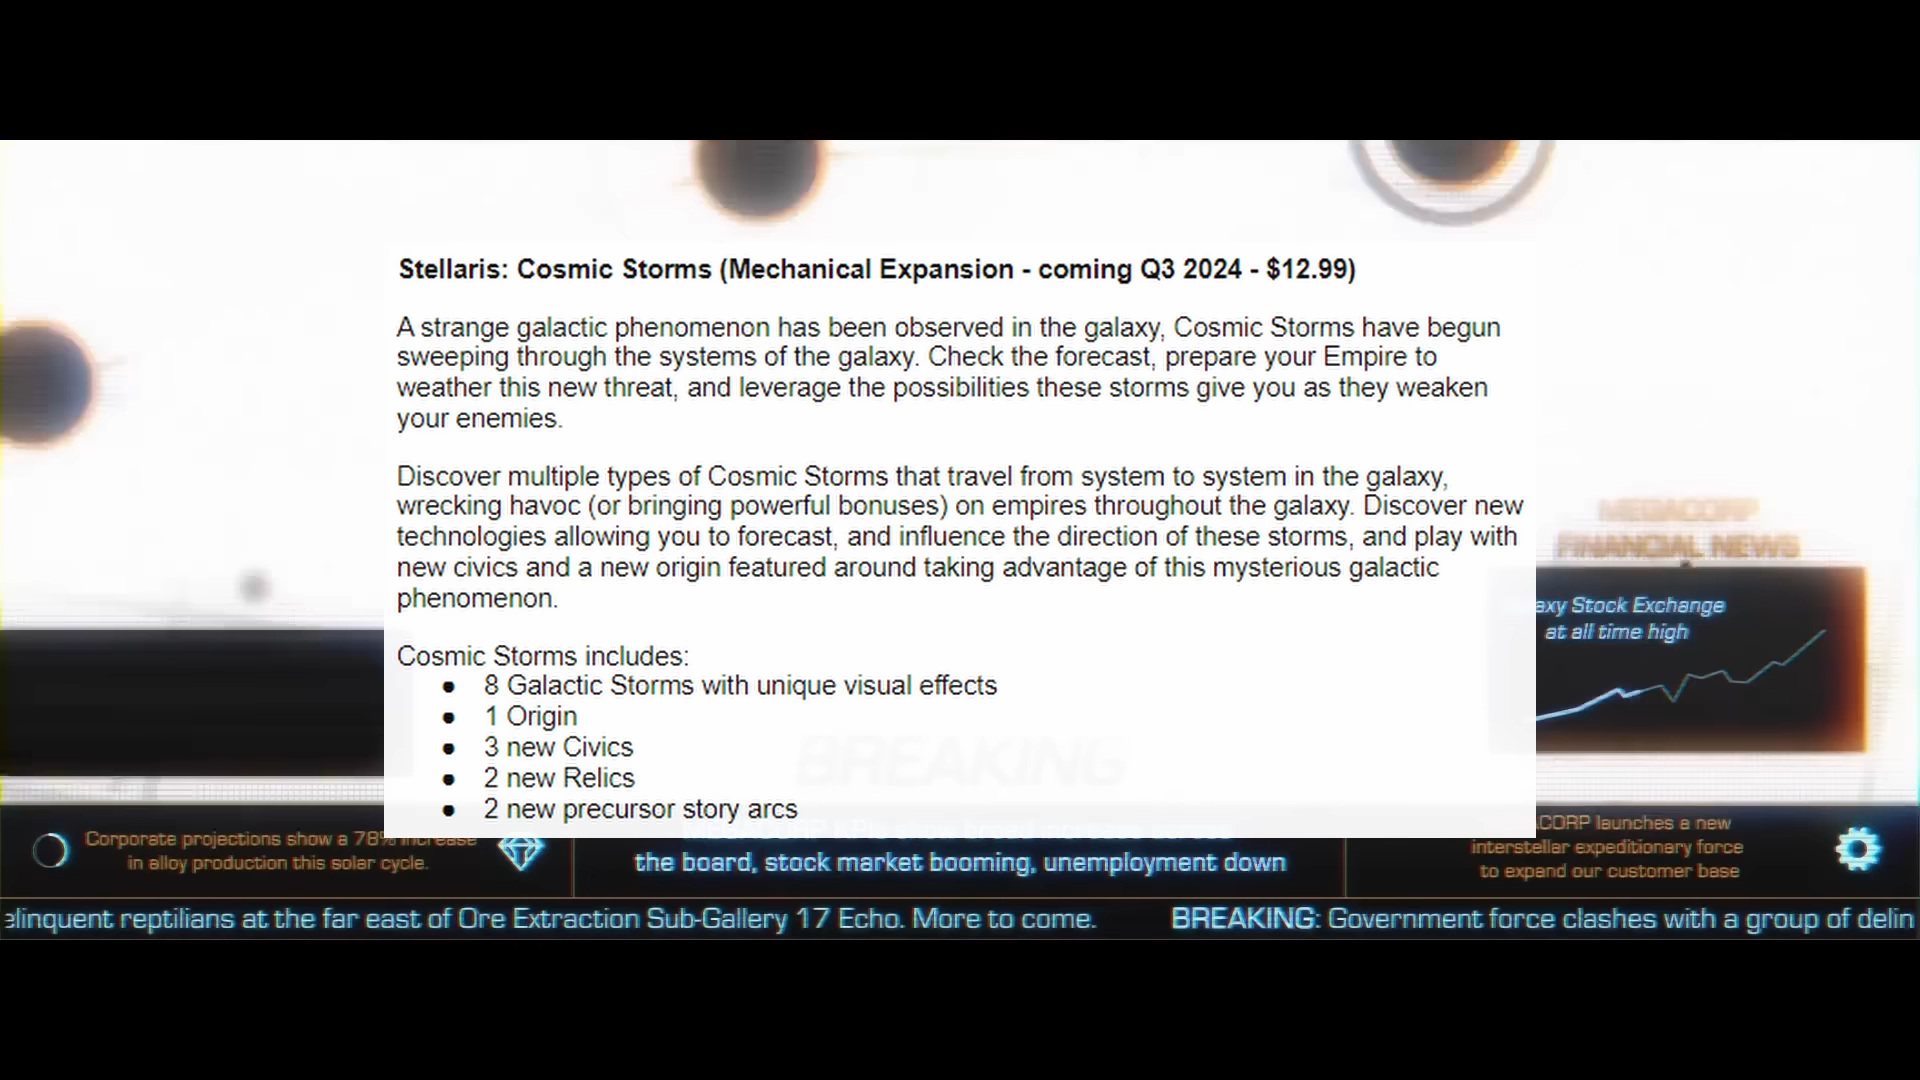 Stellaris: Cosmic Storms (Mechanical Expansion - coming Q3 2024 - $12.99)
A strange galactic phenomenon has been observed in the galaxy, Cosmic Storms have begun
sweeping through the systems of the galaxy. Check the forecast, prepare your Empire to
weather this new threat, and leverage the possibilities these storms give you as they weaken
your enemies.
Discover multiple types of Cosmic Storms that travel from system to system in the galaxy,
wrecking havoc (or bringing powerful bonuses) on empires throughout the galaxy. Discover new
technologies allowing you to forecast, and influence the direction of these storms, and play with
new civics and a new origin featured around taking advantage of this mysterious galactic
phenomenon.
Cosmic Storms includes:
● 8 Galactic Storms with unique visual effects
● 1 Origin
● 3 new Civics
● 2 new Relics
● 2 new precursor story arcs
BREAKING
MEGACORP
FINANCIAL NEWS
axy Stock Exchange
at all time high
Corporate projections show a 78% increase
in alloy production this solar cycle.
the board, stock market booming, unemployment down
CORP launches a new
interstellar expeditionary force
to expand our customer base
elinquent reptilians at the far east of Ore Extraction Sub-Gallery 17 Echo. More to come. BREAKING: Government force clashes with a group of delin